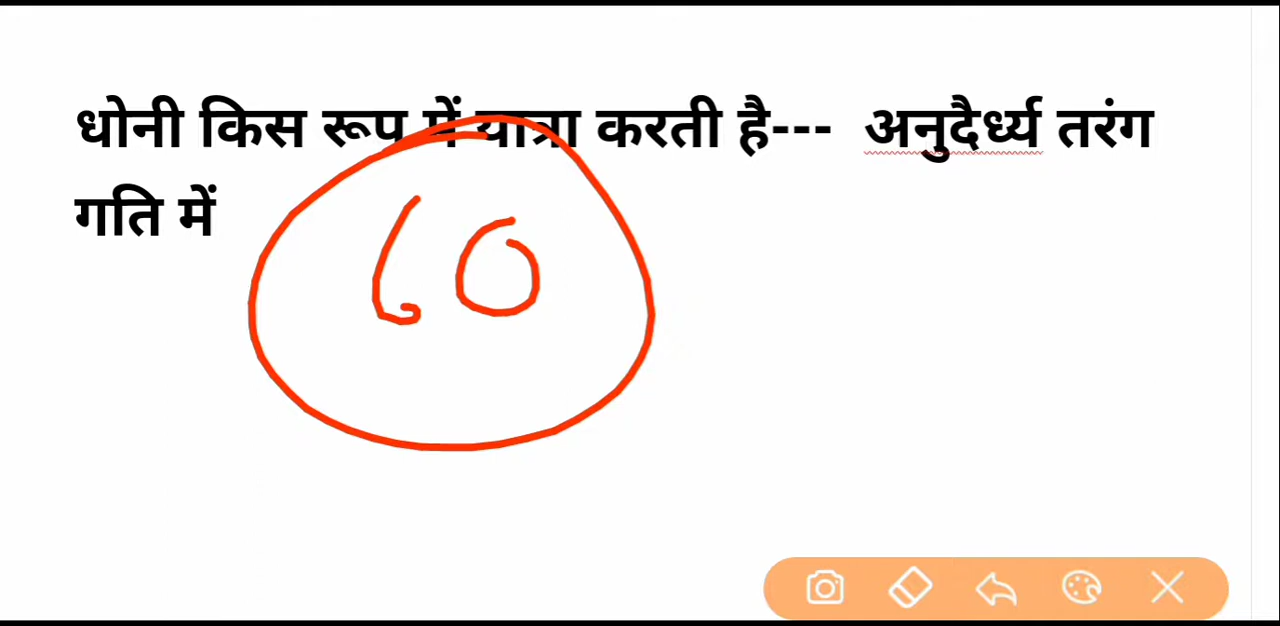 धोनी किस रूप में यात्रा करती है--- अनुदैर्ध्य तरंग
गति में
60